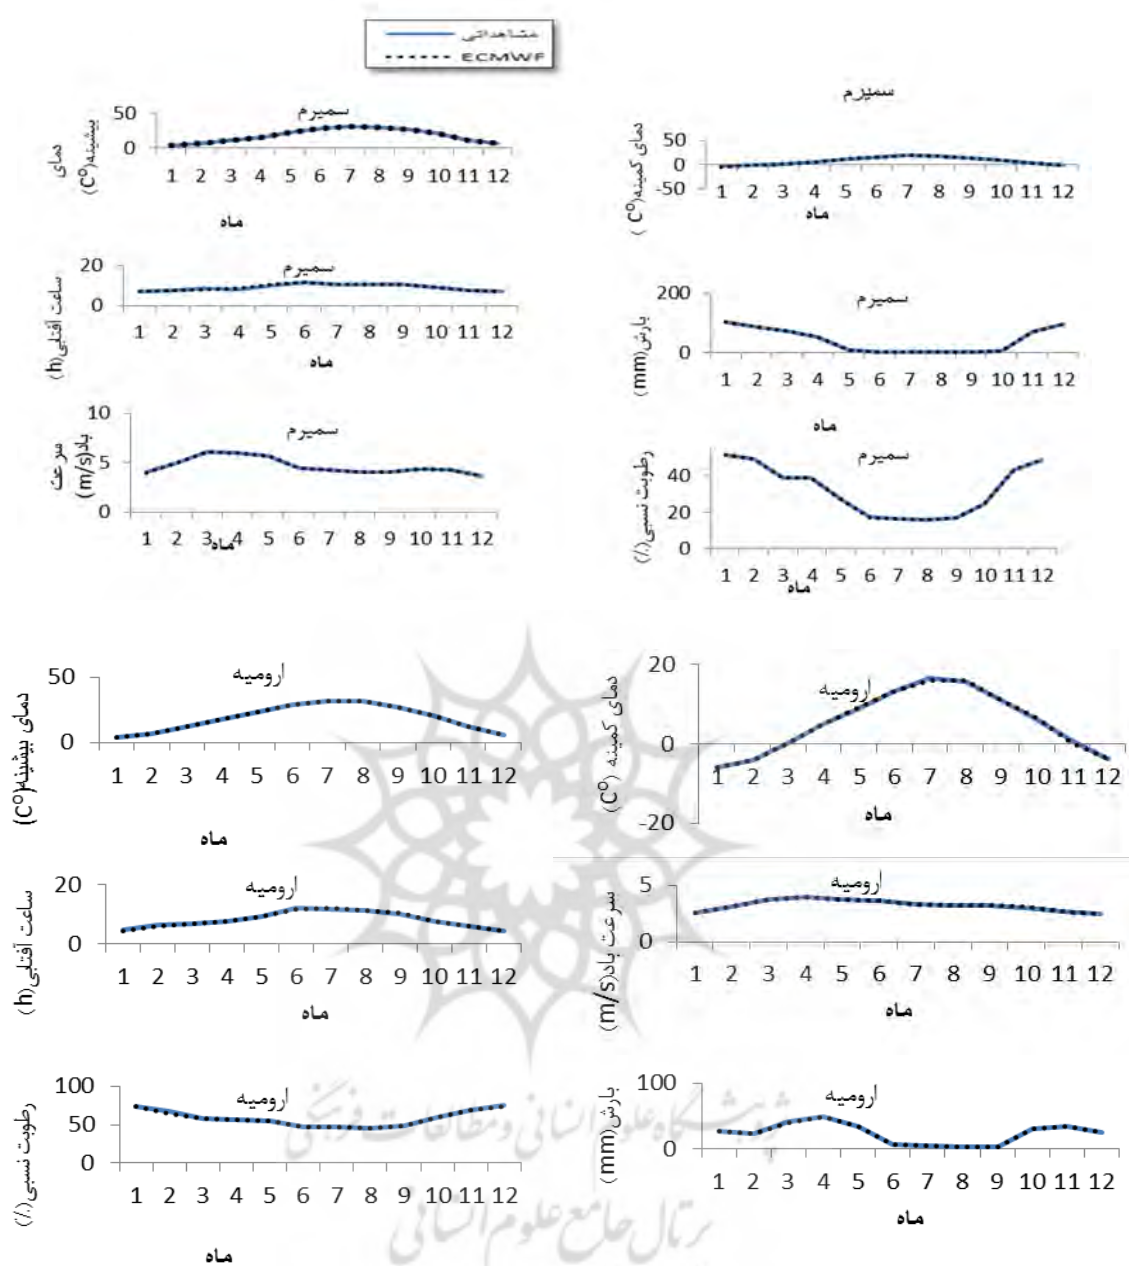 مشاهداتی
ECMWF
سمیرم
دمای بیشینه(C⁰)
50
0
1 2 3 4 5 6 7 8 9 10 11 12
ماه
سمیرم
دمای کمینه(C⁰)
50
0
-50
1 2 3 4 5 6 7 8 9 10 11 12
ماه
سمیرم
ساعت آفتابی(h)
20
0
1 2 3 4 5 6 7 8 9 10 11 12
ماه
سمیرم
بارش(mm)
200
0
1 2 3 4 5 6 7 8 9 10 11 12
ماه
سمیرم
سرعت باد(m/s)
10
5
0
1 2 3 4 5 6 7 8 9 10 11 12
ماه
سمیرم
رطوبت نسبی(٪)
40
20
0
1 2 3 4 5 6 7 8 9 10 11 12
ماه
ارومیه
دمای بیشینه(C⁰)
50
0
1 2 3 4 5 6 7 8 9 10 11 12
ماه
ارومیه
دمای کمینه (C⁰)
20
0
-20
1 2 3 4 5 6 7 8 9 10 11 12
ماه
ارومیه
ساعت آفتابی(h)
20
0
1 2 3 4 5 6 7 8 9 10 11 12
ماه
ارومیه
سرعت باد(m/s)
5
0
1 2 3 4 5 6 7 8 9 10 11 12
ماه
ارومیه
رطوبت نسبی(٪)
100
50
0
1 2 3 4 5 6 7 8 9 10 11 12
ماه
ارومیه
بارش(mm)
100
0
1 2 3 4 5 6 7 8 9 10 11 12
ماه
پژوهشگاه علوم انسانی و مطالعات فرهنگی
پرتال جامع علوم انسانی